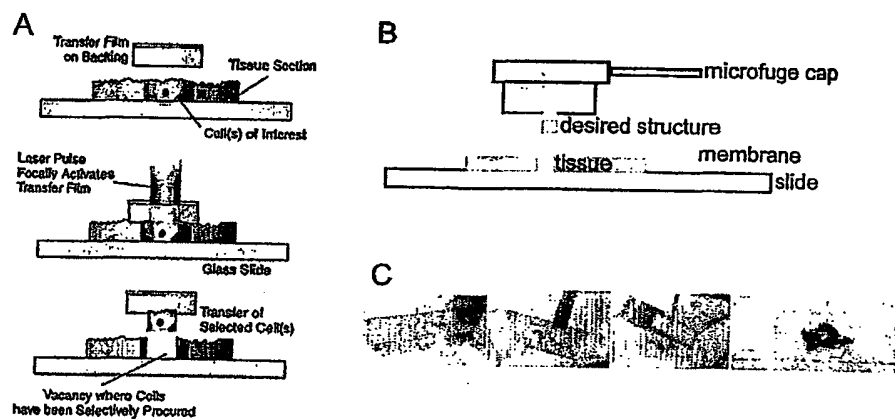 A
Transfer Film
on Backing
Tissue Section
Cell(s) of Interest
Laser Pulse
Focally Activates
Transfer Film
Glass Slide
Transfer of
Selected Cell(s)
Vacancy where Cells
have been Selectively Procured
B
microfuge cap
desired structure
membrane
tissue
slide
C